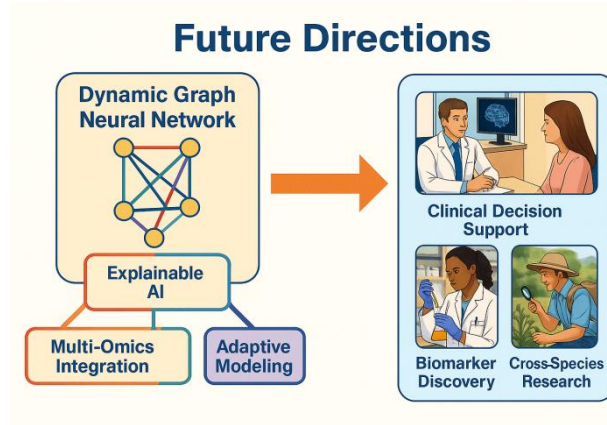 Future Directions
Dynamic Graph
Neural Network
Explainable
AI
Multi-Omics
Integration
Adaptive
Modeling
Clinical Decision
Support
Biomarker
Discovery
Cross-Species
Research